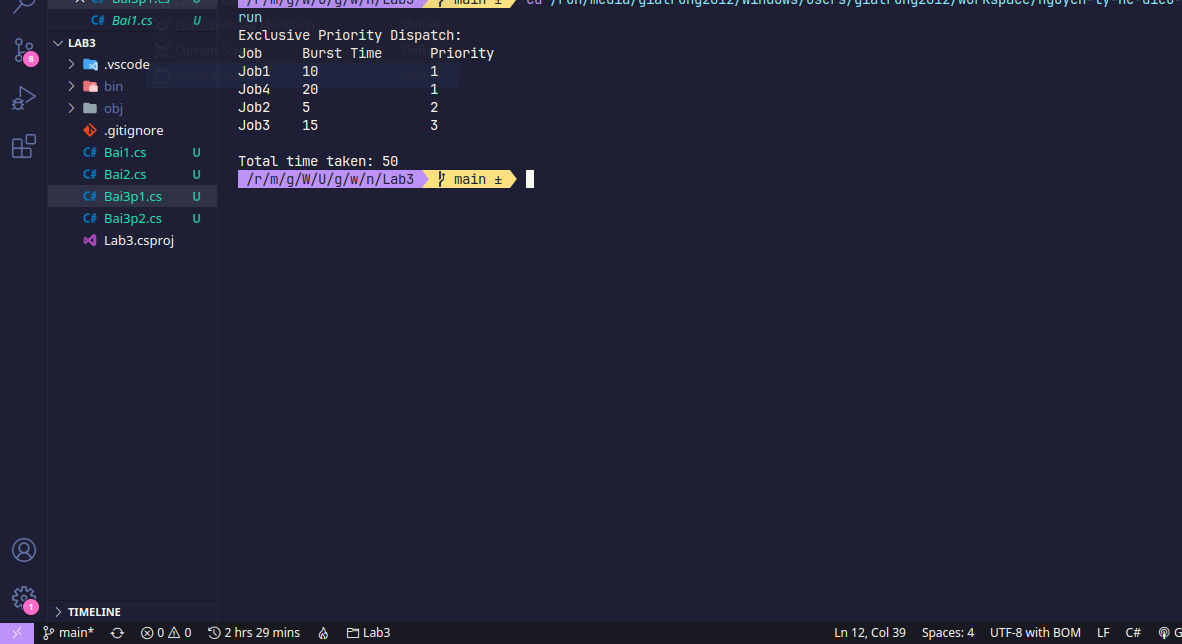 Bai3p1.cs U
Bai1.cs U
LAB3
.vscode
bin
obj
.gitignore
Bai1.cs U
Bai2.cs U
Bai3p1.cs U
Bai3p2.cs U
Lab3.csproj
TIMELINE
8
1
/r/m/g/W/U/g/w/n/Lab3 main ±
run
Exclusive Priority Dispatch:
Job Burst Time Priority
Job1 10 1
Job4 20 1
Job2 5 2
Job3 15 3
Total time taken: 50
/r/m/g/W/U/g/w/n/Lab3 main ±
main* 0 0 2 hrs 29 mins Lab3 Ln 12, Col 39 Spaces: 4 UTF-8 with BOM LF C# G